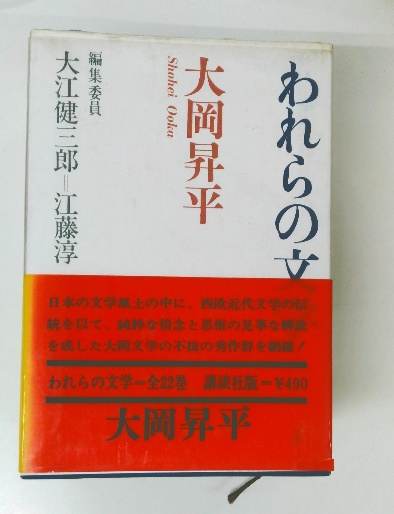 われらの文
大岡昇平
Shohei Ooka
編集委員
大江健三郎=江藤淳
日本の文学風土の中に、西欧近代文学の伝
統を以て、純粋な情念と思惟の見事な解放
を成した大岡文学の不抜の秀作群を網羅!
われらの文学=全22巻 講談社版=¥490
大岡昇平